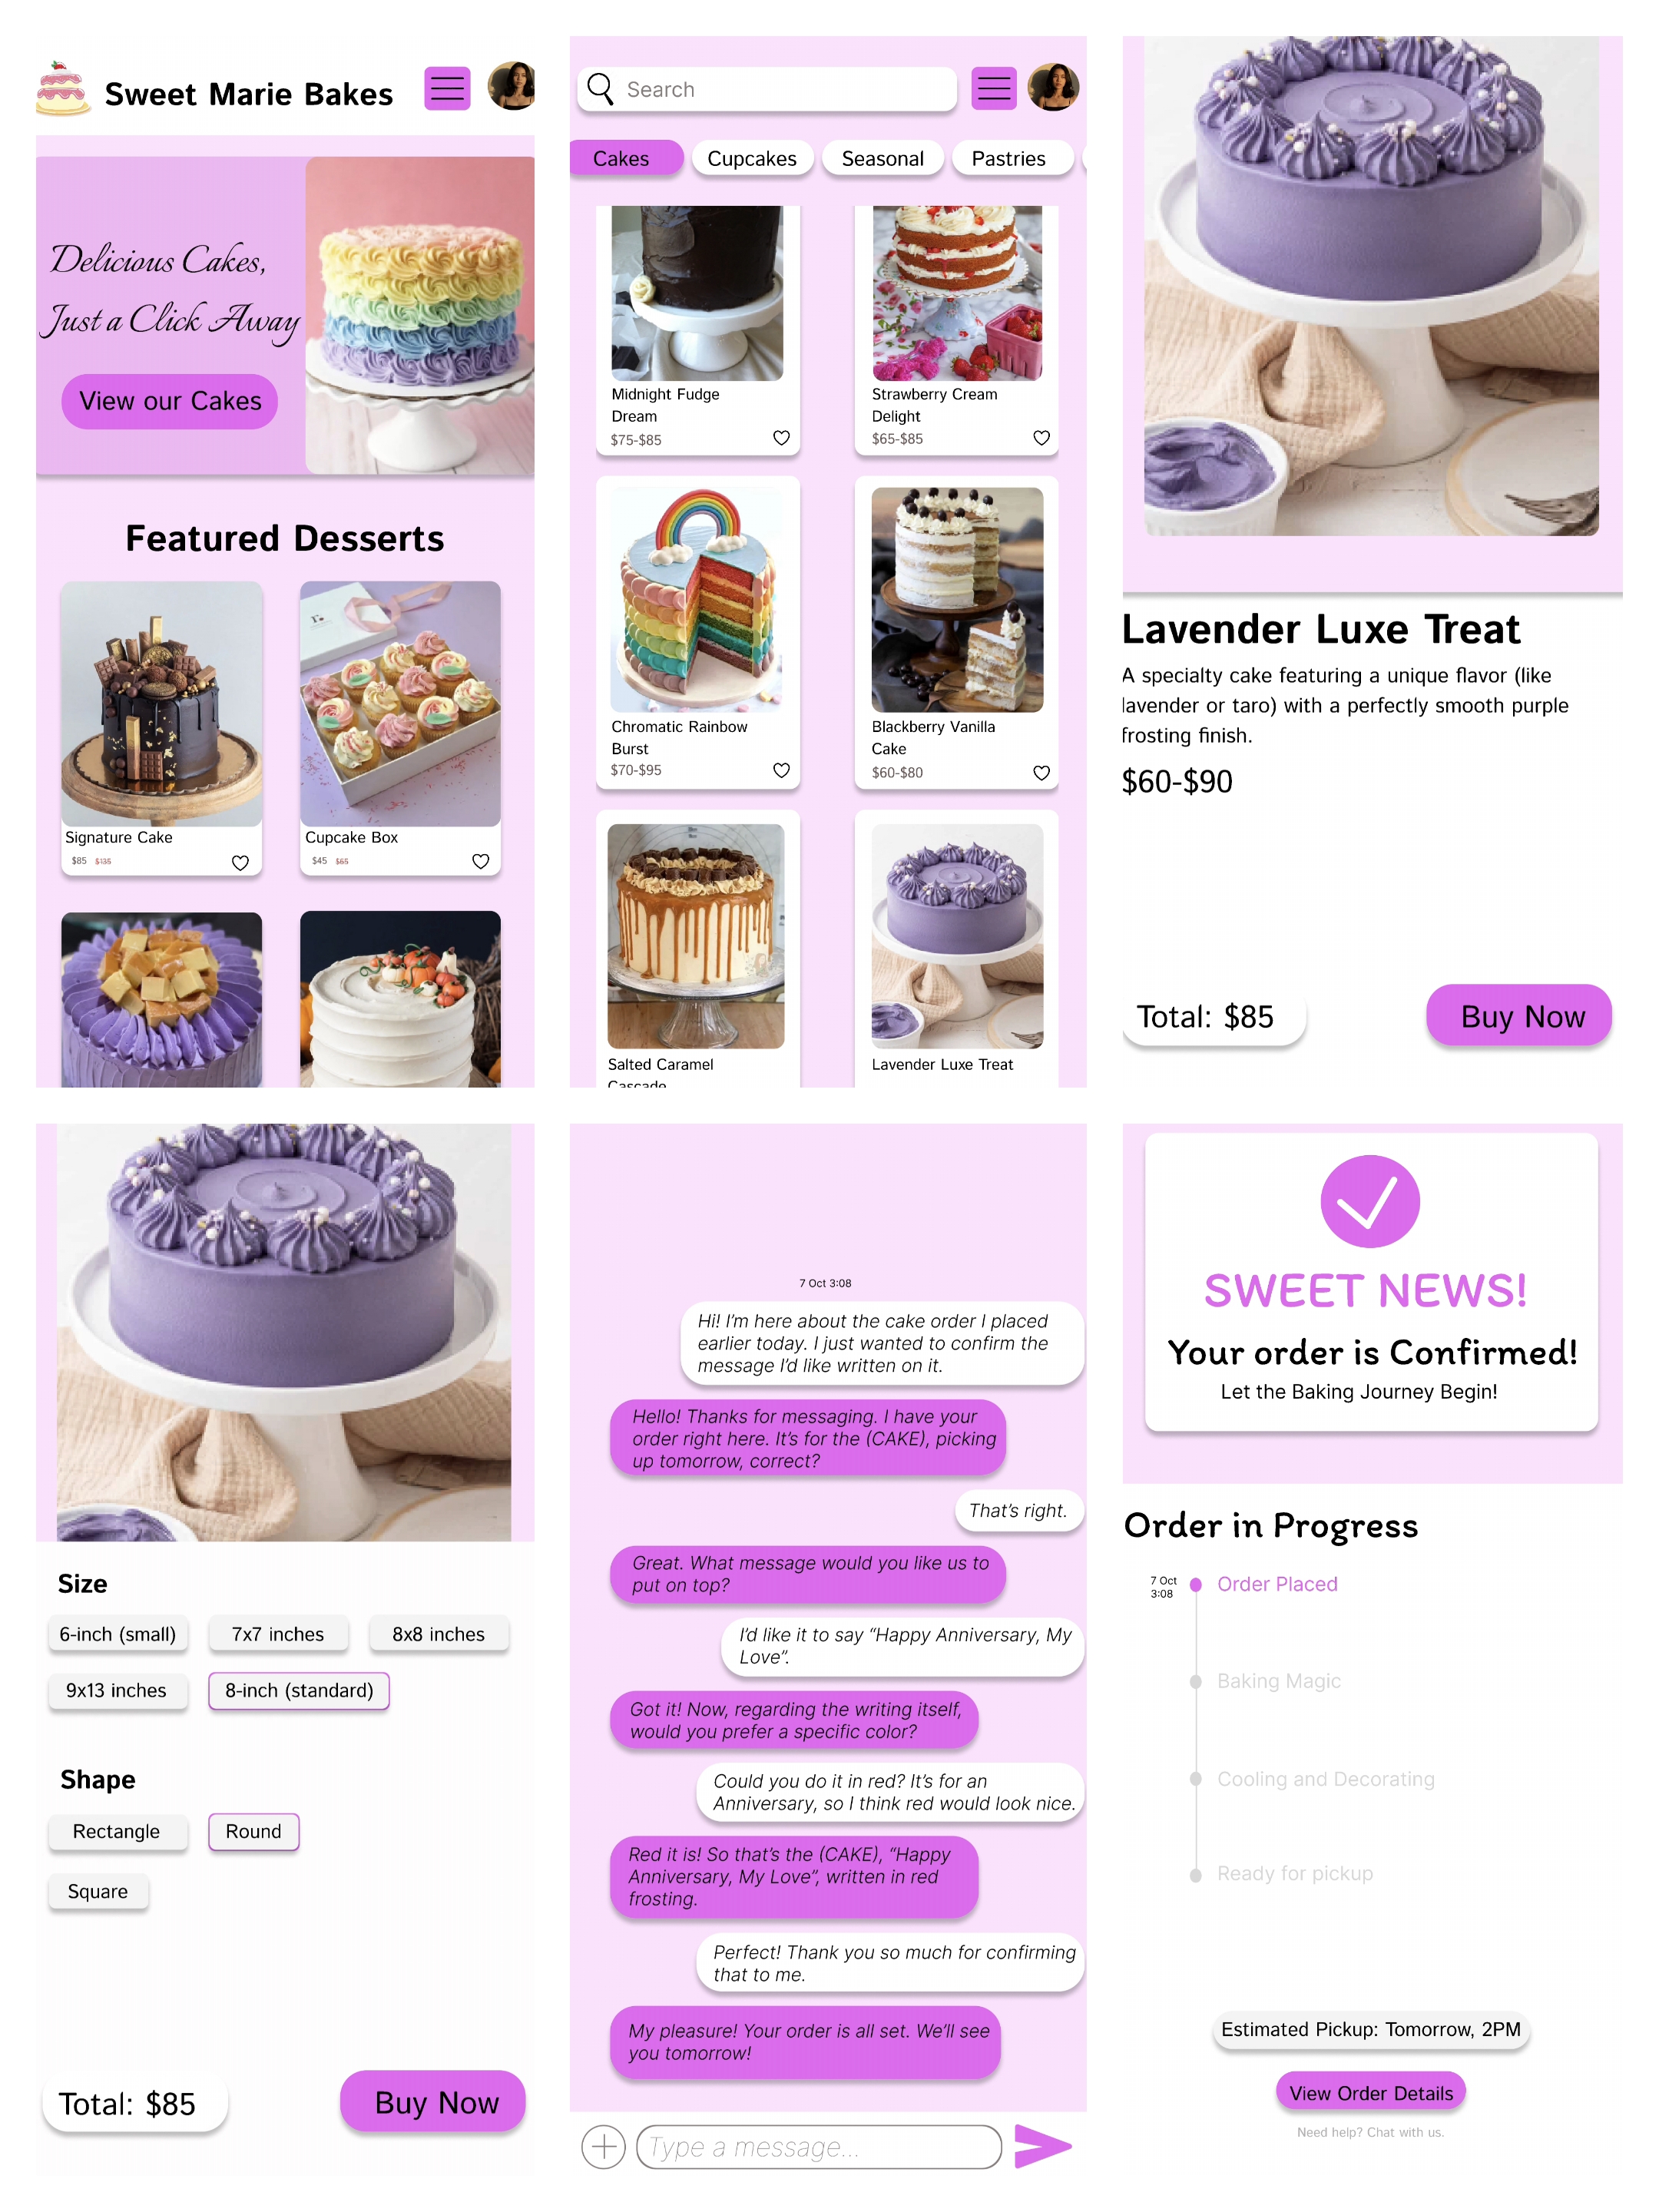 Sweet Marie Bakes
Delicious Cakes,
Just a Click Away
View our Cakes
Featured Desserts
Signature Cake
$85 $135
Cupcake Box
$45 $65
Search
Cakes
Cupcakes
Seasonal
Pastries
Midnight Fudge
Dream
$75-$85
Strawberry Cream
Delight
$65-$85
Chromatic Rainbow
Burst
$70-$95
Blackberry Vanilla
Cake
$60-$80
Salted Caramel
Cascade
Lavender Luxe Treat
Lavender Luxe Treat
A specialty cake featuring a unique flavor (like
lavender or taro) with a perfectly smooth purple
frosting finish.
$60-$90
Total: $85
Buy Now
Size
6-inch (small)
7x7 inches
8x8 inches
9x13 inches
8-inch (standard)
Shape
Rectangle
Round
Square
Total: $85
Buy Now
7 Oct 3:08
Hi! I'm here about the cake order I placed
earlier today. I just wanted to confirm the
message I'd like written on it.
Hello! Thanks for messaging. I have your
order right here. It's for the (CAKE), picking
up tomorrow, correct?
That's right.
Great. What message would you like us to
put on top?
I'd like it to say “Happy Anniversary, My
Love”.
Got it! Now, regarding the writing itself,
would you prefer a specific color?
Could you do it in red? It's for an
Anniversary, so I think red would look nice.
Red it is! So that's the (CAKE), “Happy
Anniversary, My Love”, written in red
frosting.
Perfect! Thank you so much for confirming
that to me.
My pleasure! Your order is all set. We'll see
you tomorrow!
Type a message...
SWEET NEWS!
Your order is Confirmed!
Let the Baking Journey Begin!
Order in Progress
7 Oct
3:08
Order Placed
Baking Magic
Cooling and Decorating
Ready for pickup
Estimated Pickup: Tomorrow, 2PM
View Order Details
Need help? Chat with us.